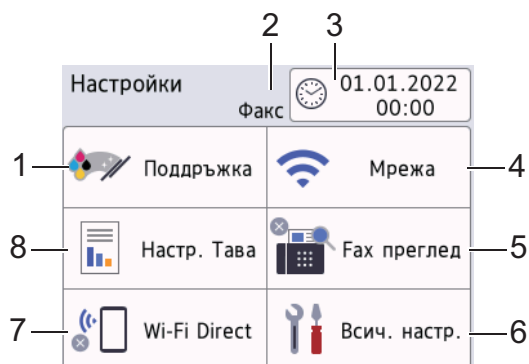 2 3
Настройки
Факс
01.01.2022
00:00
1 Поддръжка
Мрежа 4
8 Настр. Тава
Fax преглед 5
7 Wi-Fi Direct
Всич. настр. 6